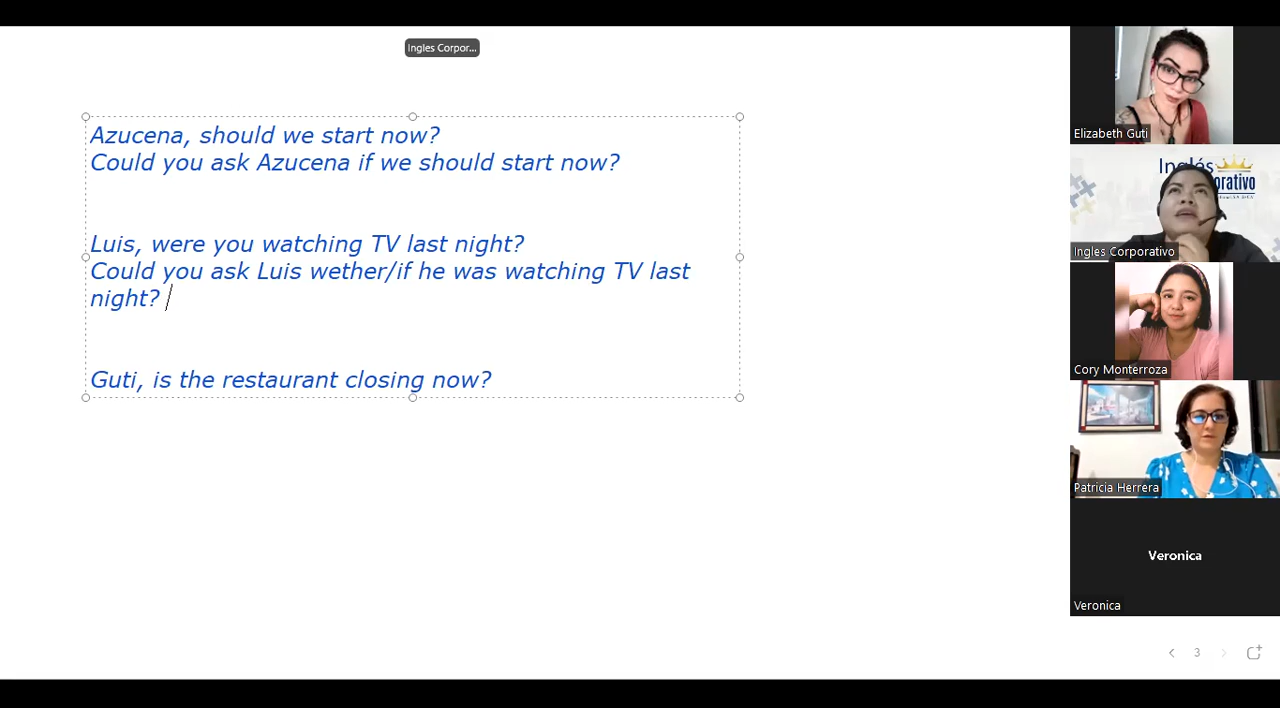 Ingles Corpor...
Azucena, should we start now?
Could you ask Azucena if we should start now?
Luis, were you watching TV last night?
Could you ask Luis wether/if he was watching TV last
night?
Guti, is the restaurant closing now?
Elizabeth Guti
Inglés
orativo
Ingles Corporativo
Cory Monterroza
Patricia Herrera
Veronica
Veronica
3